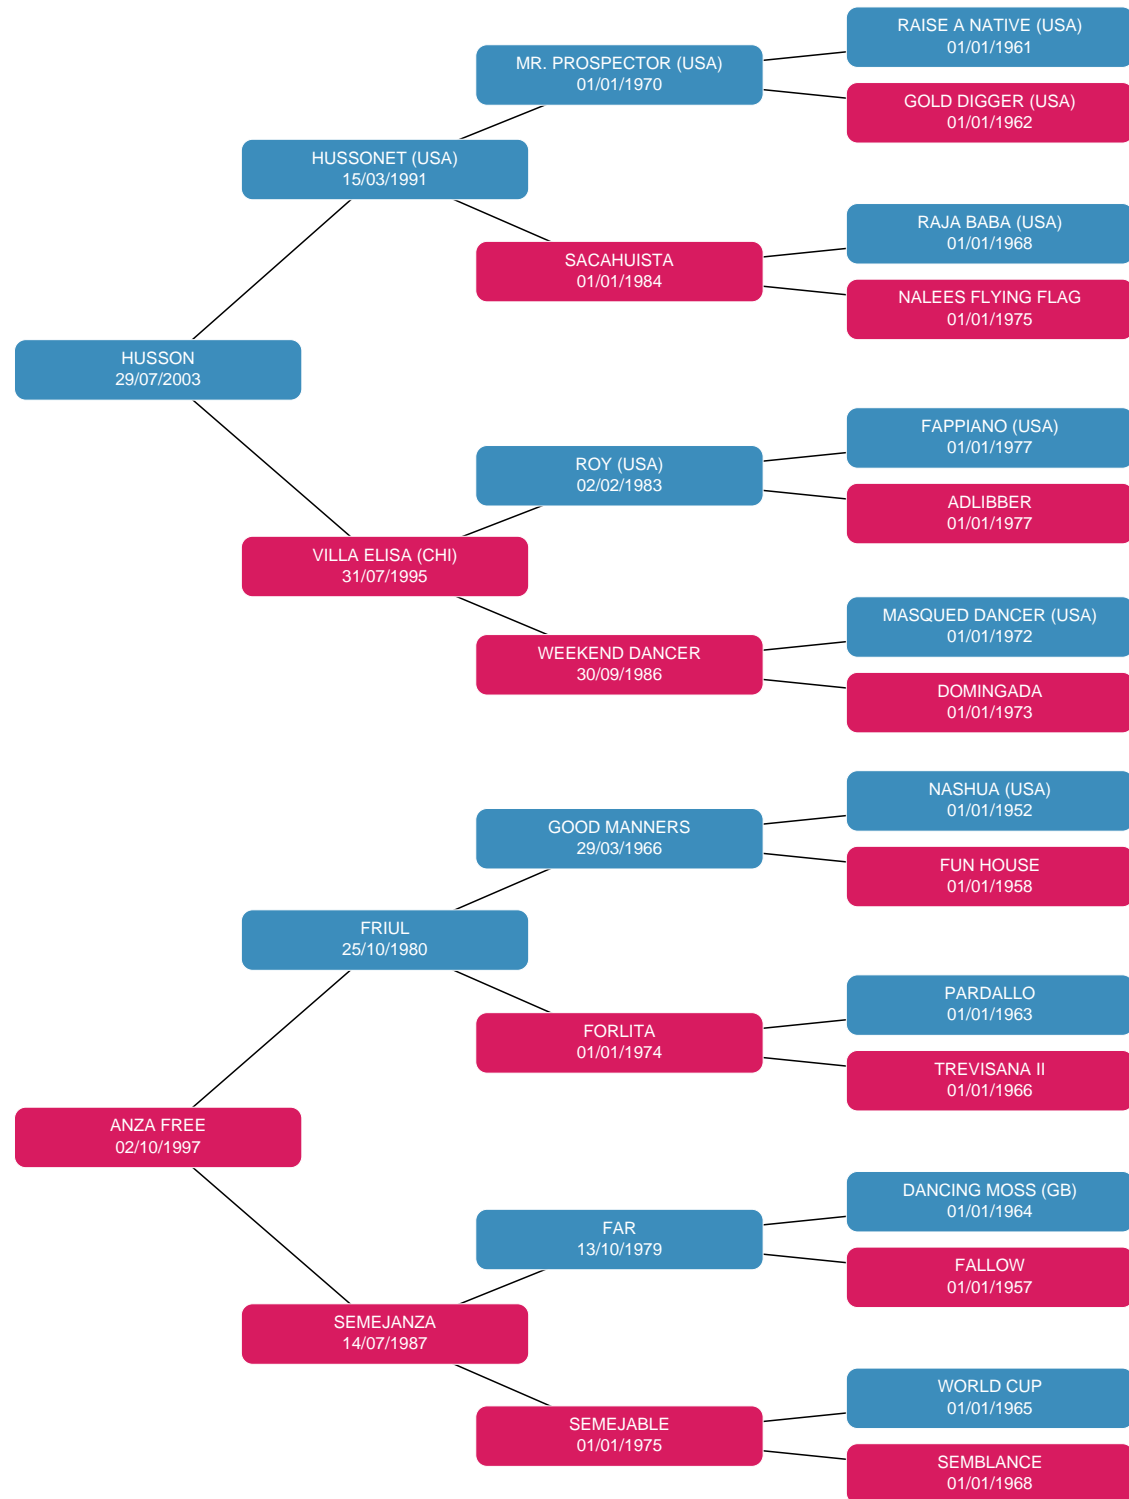 RAISE A NATIVE (USA)
01/01/1961
MR. PROSPECTOR (USA)
01/01/1970
GOLD DIGGER (USA)
01/01/1962
HUSSONET (USA)
15/03/1991
RAJA BABA (USA)
01/01/1968
SACAHUISTA
01/01/1984
NALEES FLYING FLAG
01/01/1975
HUSSON
29/07/2003
FAPPIANO (USA)
01/01/1977
ROY (USA)
02/02/1983
ADLIBBER
01/01/1977
VILLA ELISA (CHI)
31/07/1995
MASQUED DANCER (USA)
01/01/1972
WEEKEND DANCER
30/09/1986
DOMINGADA
01/01/1973
NASHUA (USA)
01/01/1952
GOOD MANNERS
29/03/1966
FUN HOUSE
01/01/1958
FRIUL
25/10/1980
PARDALLO
01/01/1963
FORLITA
01/01/1974
TREVISANA II
01/01/1966
ANZA FREE
02/10/1997
DANCING MOSS (GB)
01/01/1964
FAR
13/10/1979
FALLOW
01/01/1957
SEMEJANZA
14/07/1987
WORLD CUP
01/01/1965
SEMEJABLE
01/01/1975
SEMBLANCE
01/01/1968